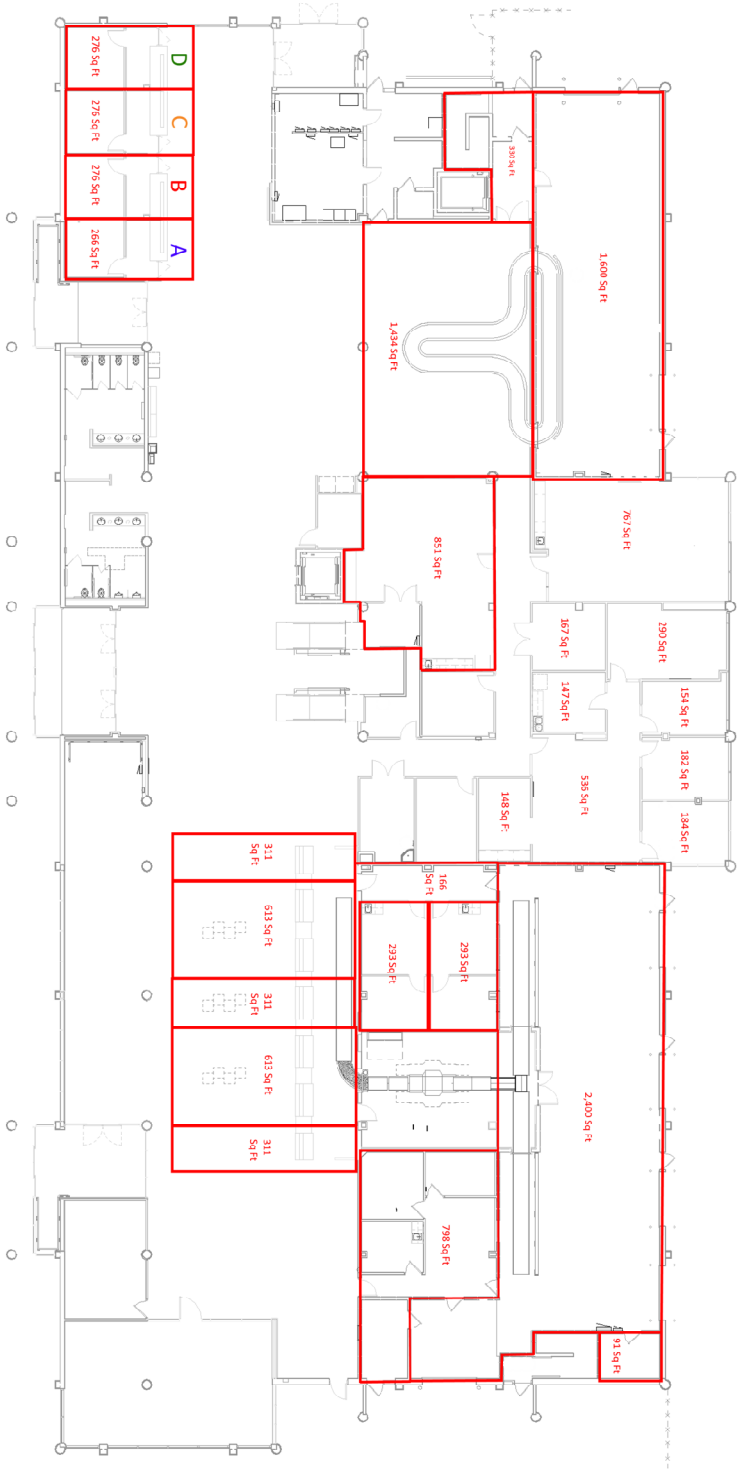 D
276 Sq Ft
C
275 Sq Ft
B
276 Sq Ft
A
266 Sq Ft
330 Sq Ft
1,600 Sq Ft
1,434 Sq Ft
851 Sq Ft
767 Sq Ft
167 Sq Ft
290 Sq Ft
147 Sq Ft
154 Sq Ft
182 Sq Ft
535 Sq Ft
184 Sq Ft
148 Sq Ft
311
Sq Ft
166
Sq Ft
613 Sq Ft
293 Sq Ft
293 Sq Ft
311
Sq Ft
613 Sq Ft
2,400 Sq Ft
311
Sq Ft
798 Sq Ft
91 Sq Ft